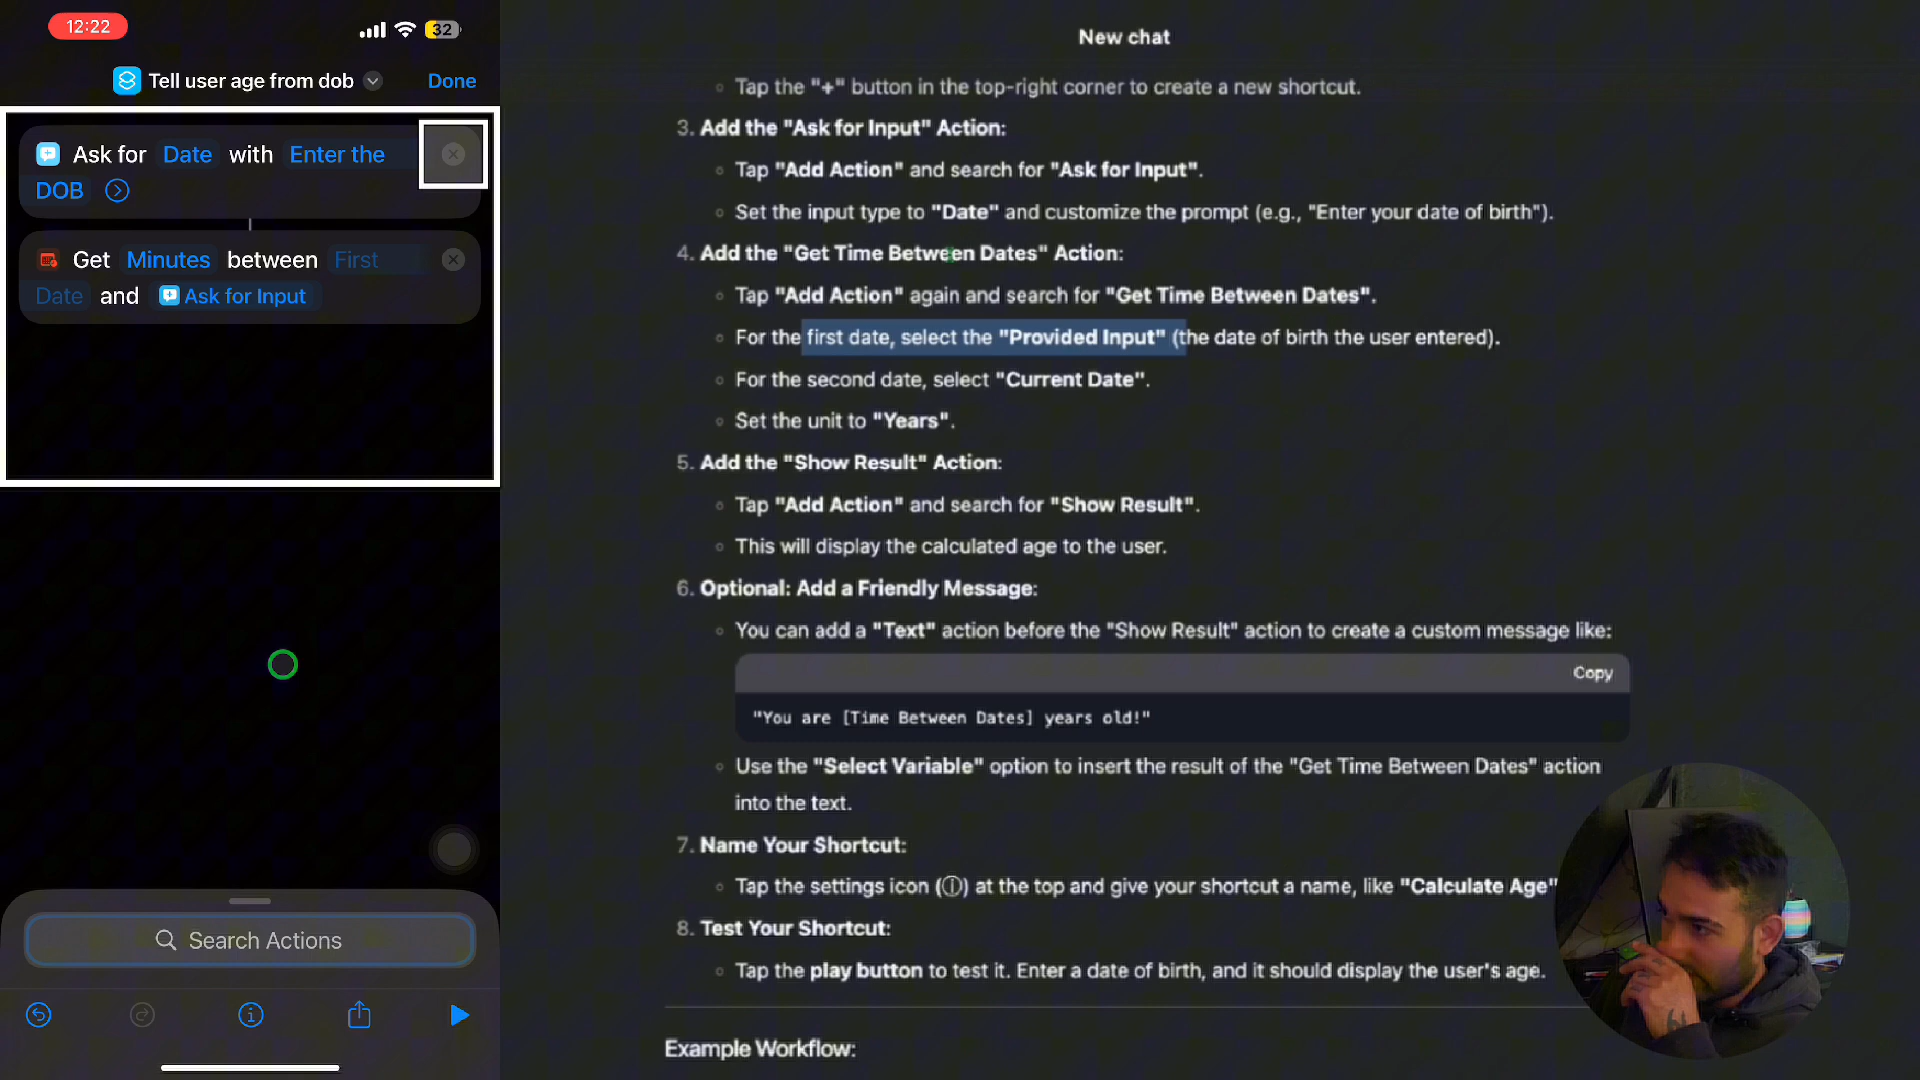 12:22
32
Tell user age from dob
Done
Ask for Date with Enter the
DOB
Get Minutes between First
Date and Ask for Input
Search Actions
New chat
Tap the "+" button in the top-right corner to create a new shortcut.
3. Add the "Ask for Input" Action:
Tap "Add Action" and search for "Ask for Input".
Set the input type to "Date" and customize the prompt (e.g., "Enter your date of birth").
4. Add the "Get Time Between Dates" Action:
Tap "Add Action" again and search for "Get Time Between Dates".
For the first date, select the "Provided Input" (the date of birth the user entered).
For the second date, select "Current Date".
Set the unit to "Years".
5. Add the "Show Result" Action:
Tap "Add Action" and search for "Show Result".
This will display the calculated age to the user.
6. Optional: Add a Friendly Message:
You can add a "Text" action before the "Show Result" action to create a custom message like:
Copy
"You are [Time Between Dates] years old!"
Use the "Select Variable" option to insert the result of the "Get Time Between Dates" action
into the text.
7. Name Your Shortcut:
Tap the settings icon (ⓘ) at the top and give your shortcut a name, like "Calculate Age"
8. Test Your Shortcut:
Tap the play button to test it. Enter a date of birth, and it should display the user's age.
Example Workflow: